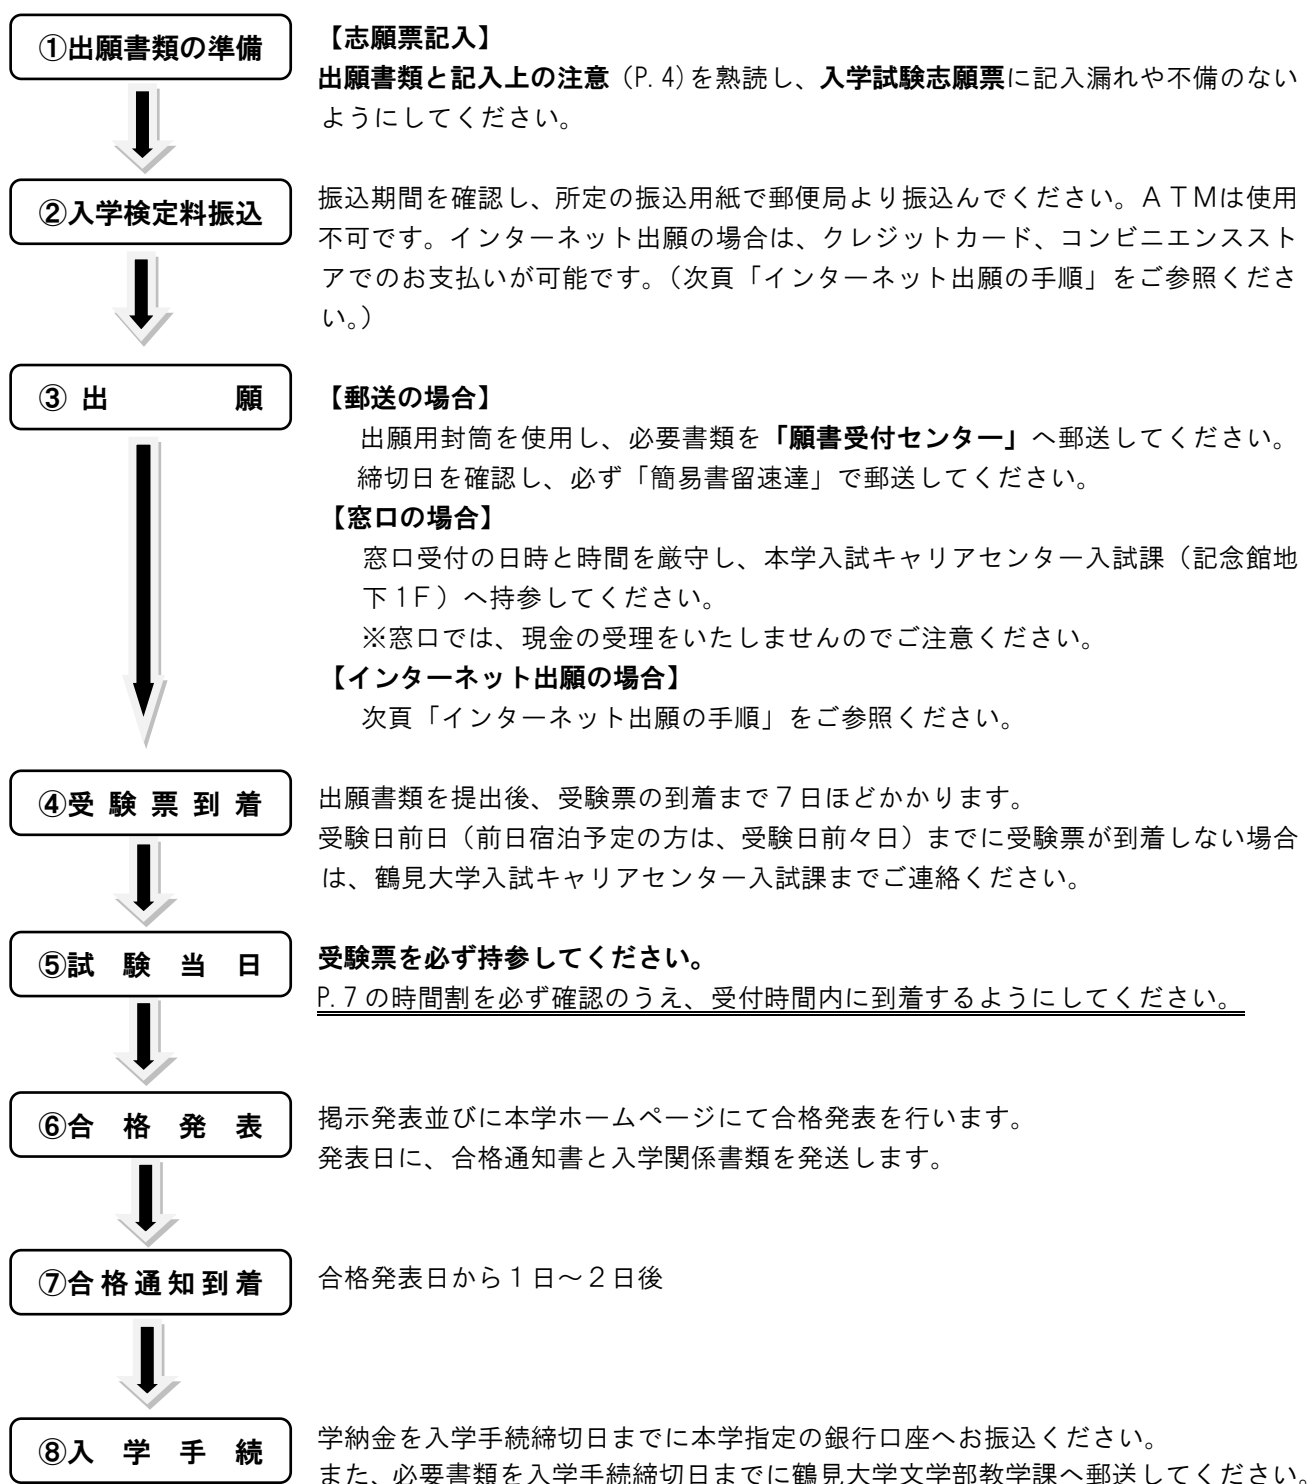 ①出願書類の準備
【志願票記入】
出願書類と記入上の注意（P.4)を熟読し、入学試験志願票に記入漏れや不備のない
ようにしてください。
②入学検定料振込
振込期間を確認し、所定の振込用紙で郵便局より振込んでください。ＡＴＭは使用
不可です。インターネット出願の場合は、クレジットカード、コンビニエンススト
アでのお支払いが可能です。（次頁「インターネット出願の手順」をご参照くださ
い。）
③出　　　願
【郵送の場合】
出願用封筒を使用し、必要書類を「願書受付センター」へ郵送してください。
締切日を確認し、必ず「簡易書留速達」で郵送してください。
【窓口の場合】
窓口受付の日時と時間を厳守し、本学入試キャリアセンター入試課（記念館地
下１Ｆ）へ持参してください。
※窓口では、現金の受理をいたしませんのでご注意ください。
【インターネット出願の場合】
次頁「インターネット出願の手順」をご参照ください。
④受験票到着
出願書類を提出後、受験票の到着まで７日ほどかかります。
受験日前日（前日宿泊予定の方は、受験日前々日）までに受験票が到着しない場合
は、鶴見大学入試キャリアセンター入試課までご連絡ください。
⑤試　験　当　日
受験票を必ず持参してください。
P.７の時間割を必ず確認のうえ、受付時間内に到着するようにしてください。
⑥合　格　発　表
掲示発表並びに本学ホームページにて合格発表を行います。
発表日に、合格通知書と入学関係書類を発送します。
⑦合格通知到着
合格発表日から１日～２日後
⑧入　学　手　続
学納金を入学手続締切日までに本学指定の銀行口座へお振込ください。
また、必要書類を入学手続締切日までに鶴見大学文学部教学課へ郵送してください。